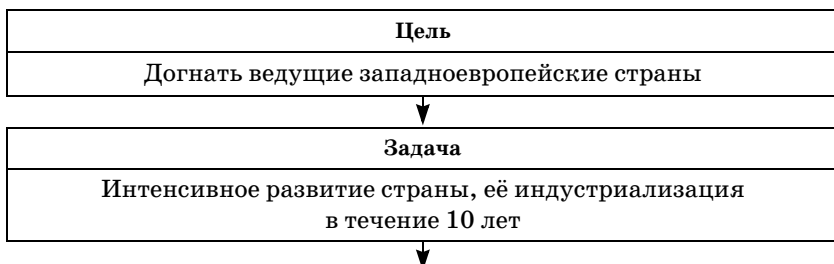 Цель
Догнать ведущие западноевропейские страны
Задача
Интенсивное развитие страны, её индустриализация
в течение 10 лет